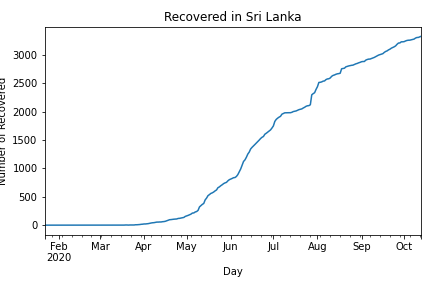 Recovered in Sri Lanka
Number of Recovered
3000
2500
2000
1500
1000
500
0
Feb Mar Apr May Jun Jul Aug Sep Oct
2020
Day